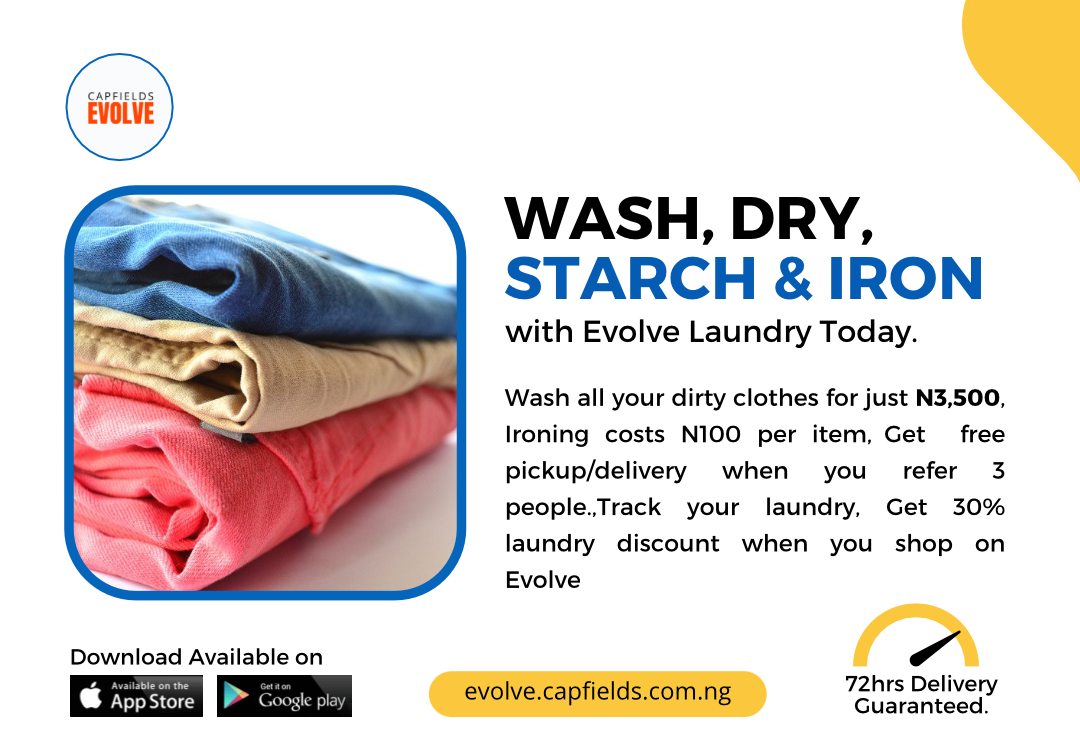 CAPFIELDS
EVOLVE
WASH, DRY,
STARCH & IRON
with Evolve Laundry Today.
Wash all your dirty clothes for just N3,500,
Ironing costs N100 per item, Get free
pickup/delivery when you refer 3
people.,Track your laundry, Get 30%
laundry discount when you shop on
Evolve
Download Available on
Available on the
App Store
Get it on
Google play
evolve.capfields.com.ng
72hrs Delivery
Guaranteed.